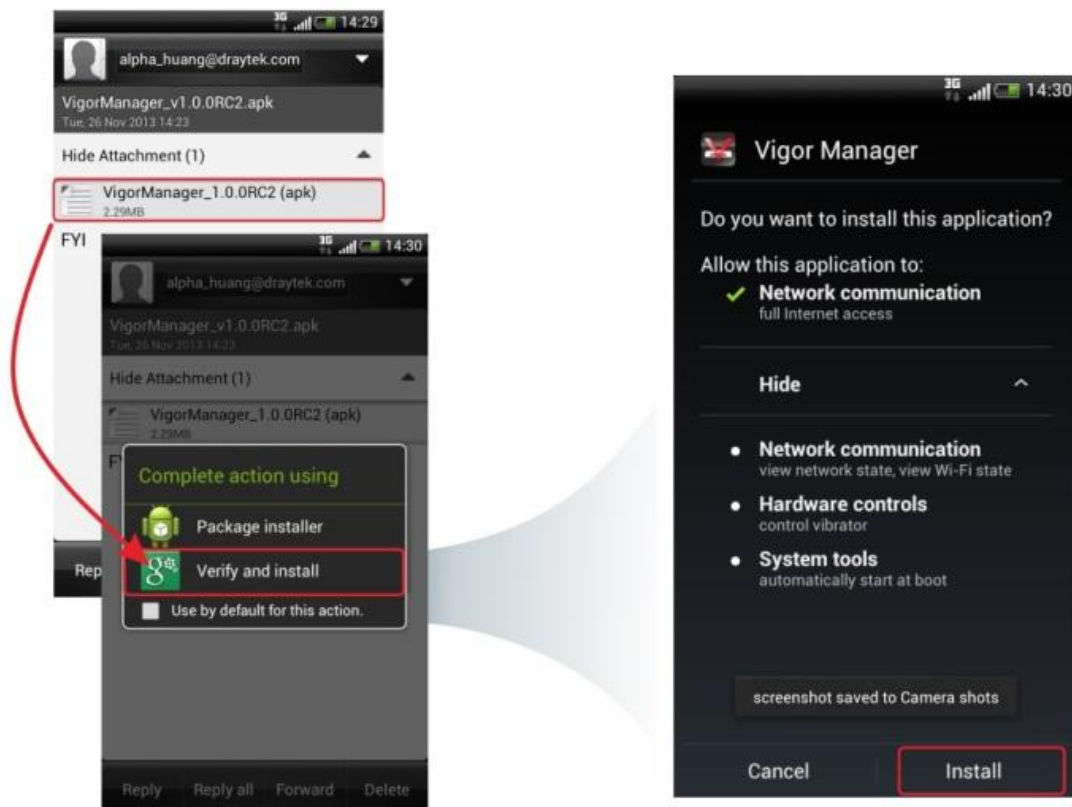 3G 14:29
alpha_huang@draytek.com
VigorManager_v1.0.0RC2.apk
Tue, 26 Nov 2013 14:23
Hide Attachment (1)
VigorManager_1.0.0RC2 (apk)
2.29MB
FYI
Rep
3G 14:30
alpha_huang@draytek.com
VigorManager_v1.0.0RC2.apk
Tue, 26 Nov 2013 14:23
Hide Attachment (1)
VigorManager_1.0.0RC2 (apk)
2.29MB
F
Complete action using
Package installer
Verify and install
Use by default for this action.
Reply Reply all Forward Delete
3G 14:30
Vigor Manager
Do you want to install this application?
Allow this application to:
Network communication
full Internet access
Hide
Network communication
view network state, view Wi-Fi state
Hardware controls
control vibrator
System tools
automatically start at boot
screenshot saved to Camera shots
Cancel Install